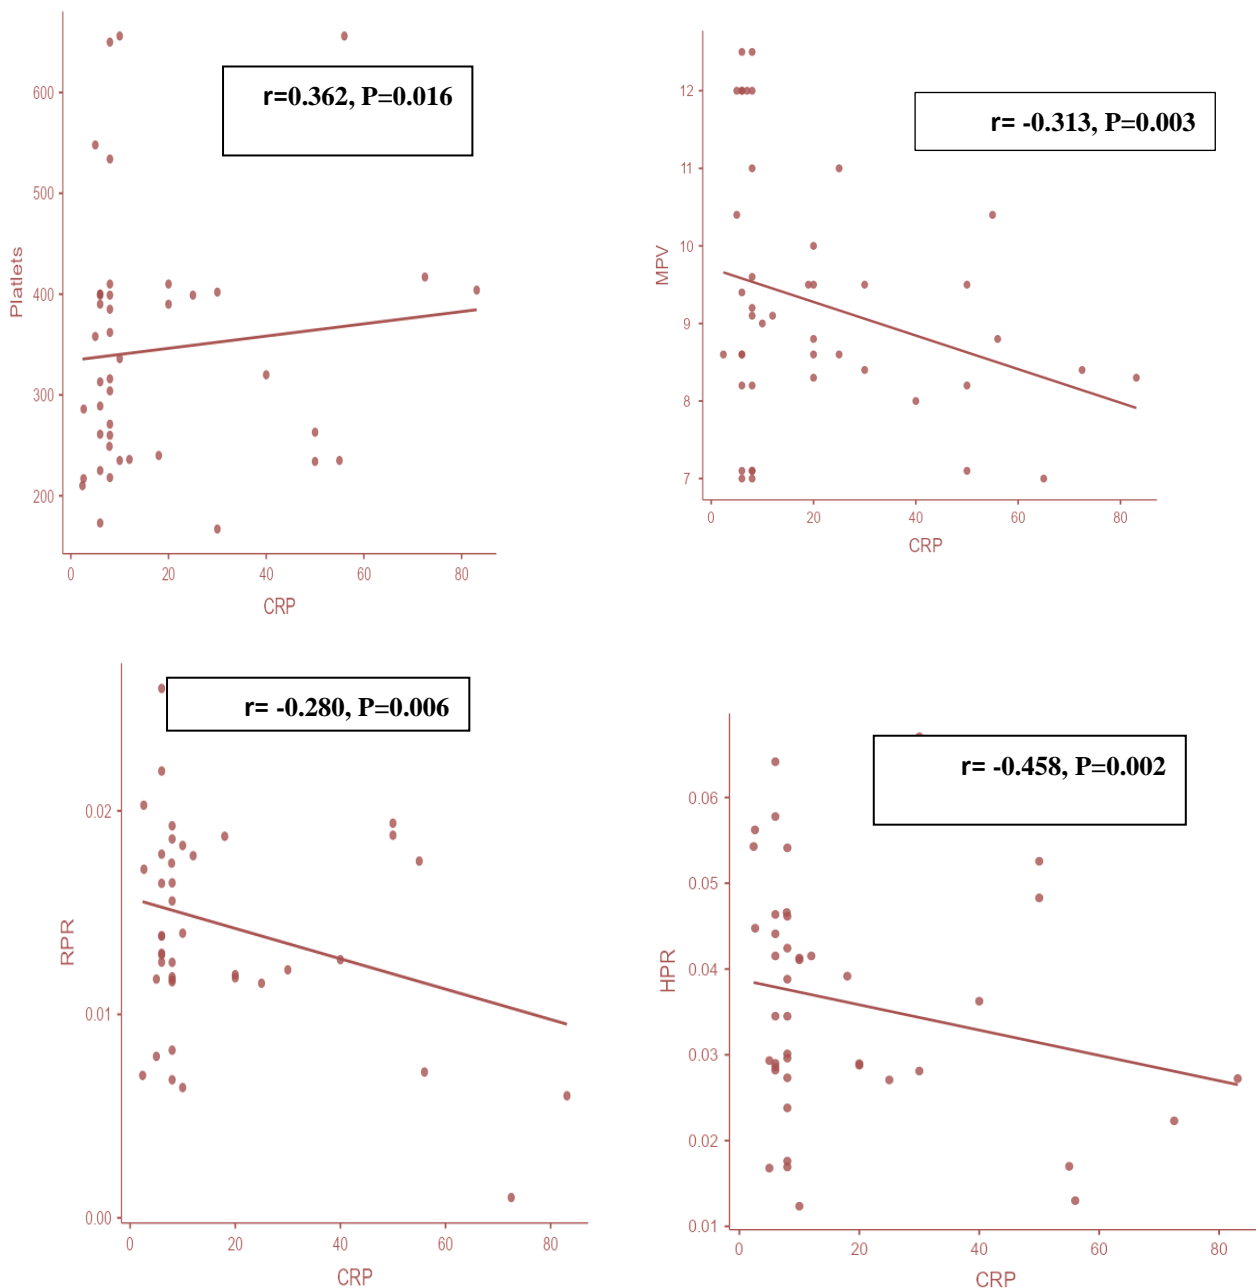 600
500
400
300
200
Platlets
0 20 40 60 80
CRP
r=0.362, P=0.016
12
11
10
9
8
7
MPV
0 20 40 60 80
CRP
r= -0.313, P=0.003
0.02
0.01
0.00
RPR
0 20 40 60 80
CRP
r= -0.280, P=0.006
0.06
0.05
0.04
0.03
0.02
0.01
HPR
0 20 40 60 80
CRP
r= -0.458, P=0.002